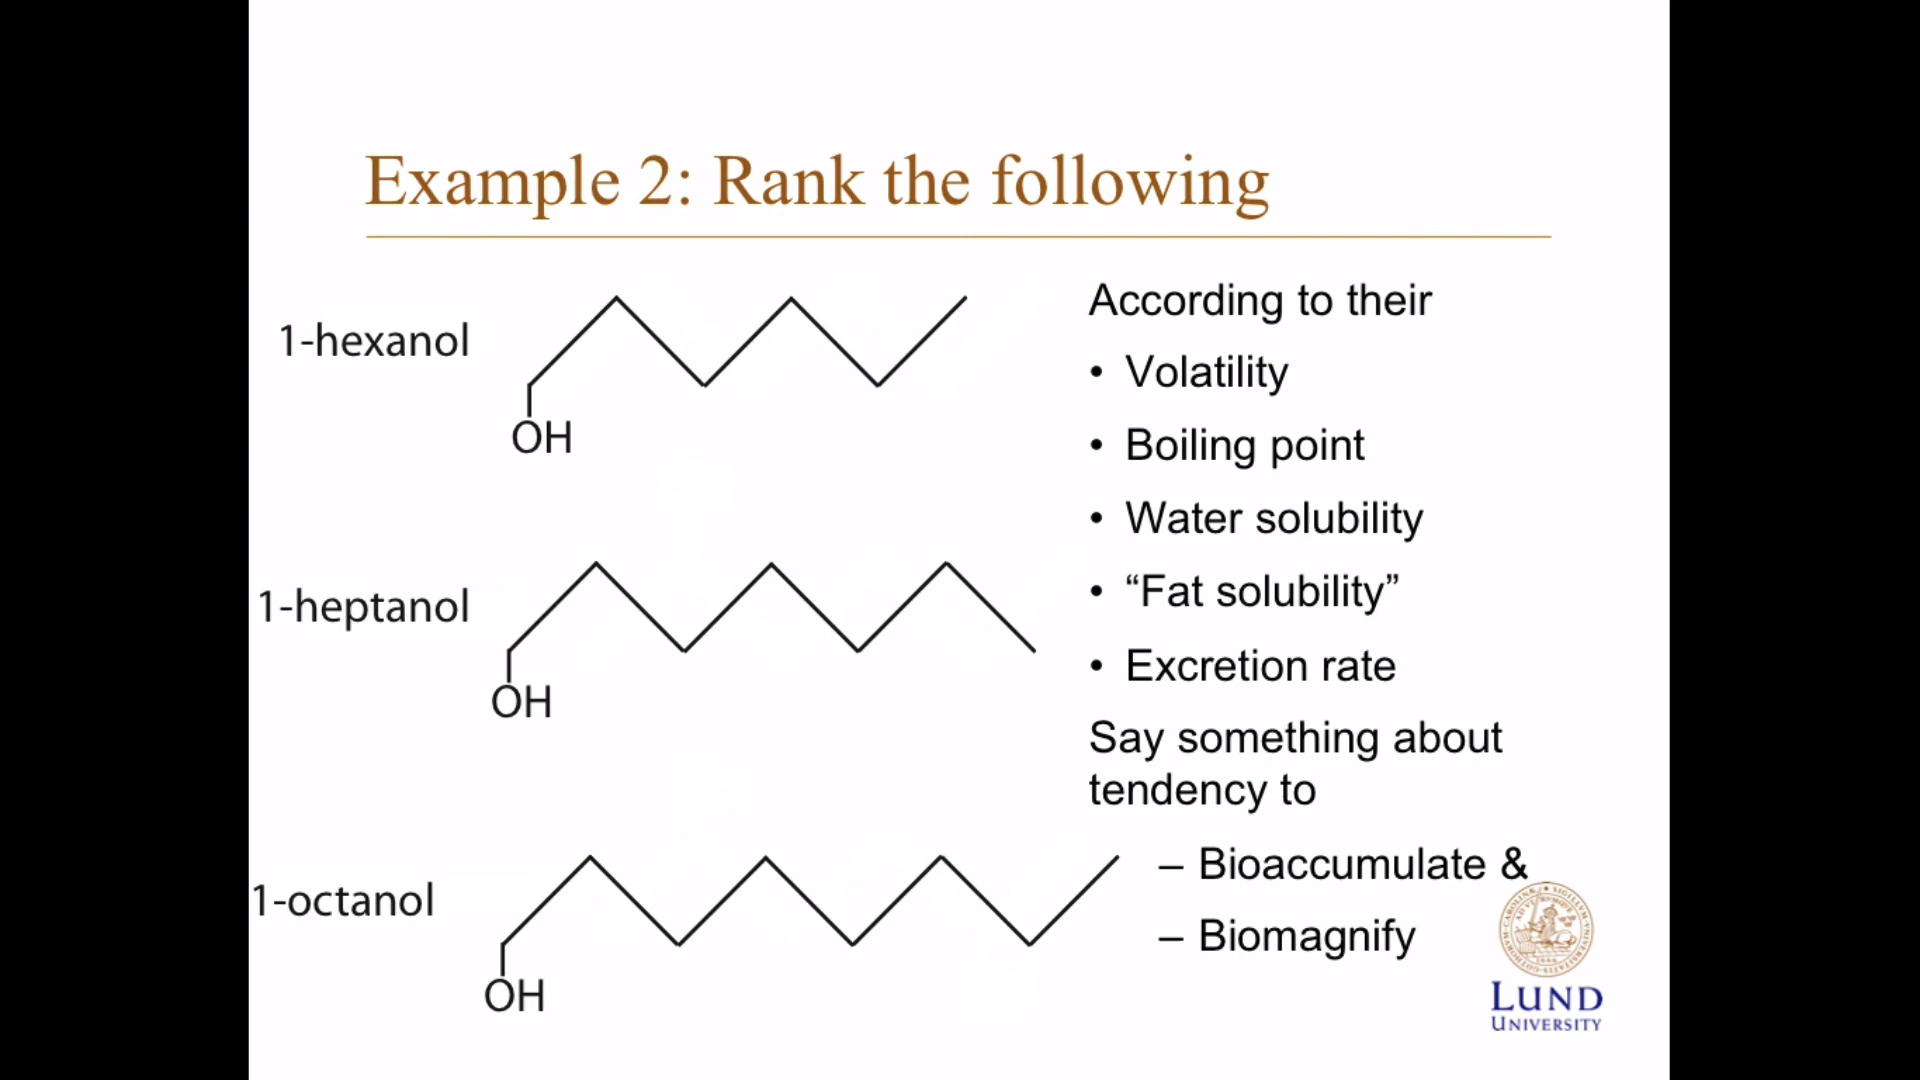 Example 2: Rank the following
1-hexanol
OH
1-heptanol
OH
1-octanol
OH
According to their
• Volatility
• Boiling point
• Water solubility
• “Fat solubility”
• Excretion rate
Say something about
tendency to
– Bioaccumulate &
– Biomagnify
LUND
UNIVERSITY